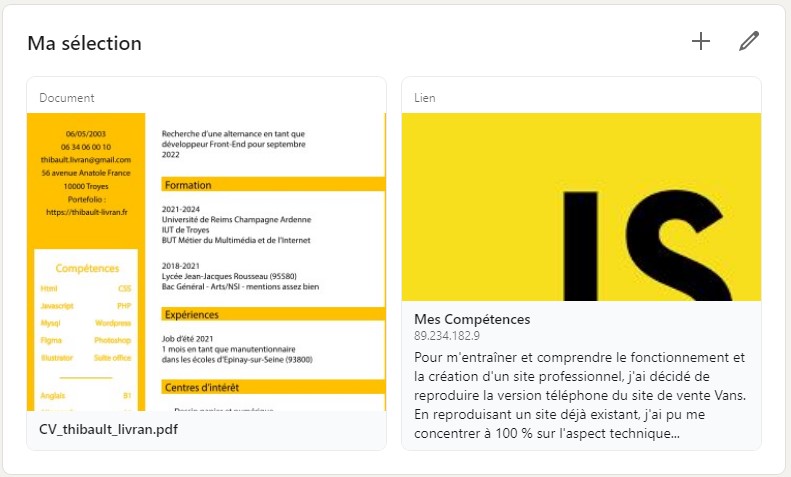 Ma sélection
Document
06/05/2003
06 34 06 00 10
thibault.livran@gmail.com
56 avenue Anatole France
10000 Troyes
Portefolio :
https://thibault-livran.fr
Compétences
Html CSS
Javascript PHP
Mysql Wordpress
Figma Photoshop
Illustrator Suite office
Anglais B1
Recherche d'une alternance en tant que
développeur Front-End pour septembre
2022
Formation
2021-2024
Université de Reims Champagne Ardenne
IUT de Troyes
BUT Métier du Multimédia et de l'Internet
2018-2021
Lycée Jean-Jacques Rousseau (95580)
Bac Général - Arts/NSI - mentions assez bien
Expériences
Job d'été 2021
1 mois en tant que manutentionnaire
dans les écoles d'Epinay-sur-Seine (93800)
Centres d'intérêt
CV_thibault_livran.pdf
Lien
JS
Mes Compétences
89.234.182.9
Pour m'entraîner et comprendre le fonctionnement et
la création d'un site professionnel, j'ai décidé de
reproduire la version téléphone du site de vente Vans.
En reproduisant un site déjà existant, j'ai pu me
concentrer à 100 % sur l'aspect technique...